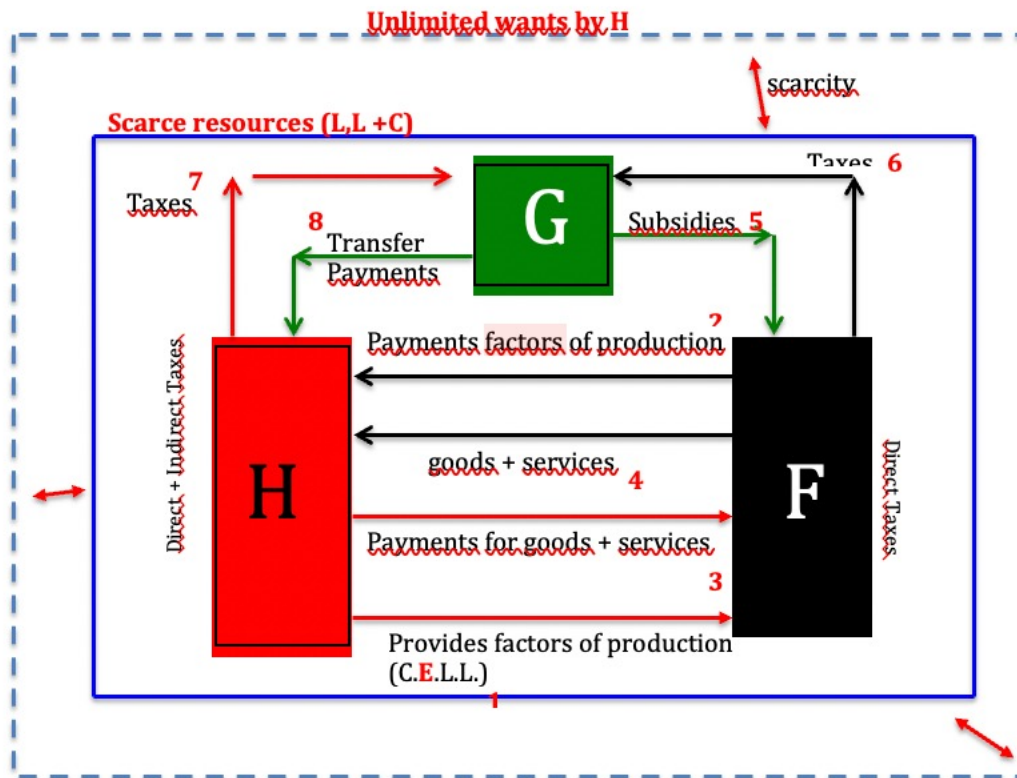 Unlimited wants by H
scarcity
Scarce resources (L,L +C)
Taxes 6
7
Taxes
G
8
Subsidies 5
Transfer
Payments
2
Payments factors of production
Direct + Indirect Taxes
H
F
Direct Taxes
goods + services 4
Payments for goods + services
3
Provides factors of production
(C.E.L.L.)
1